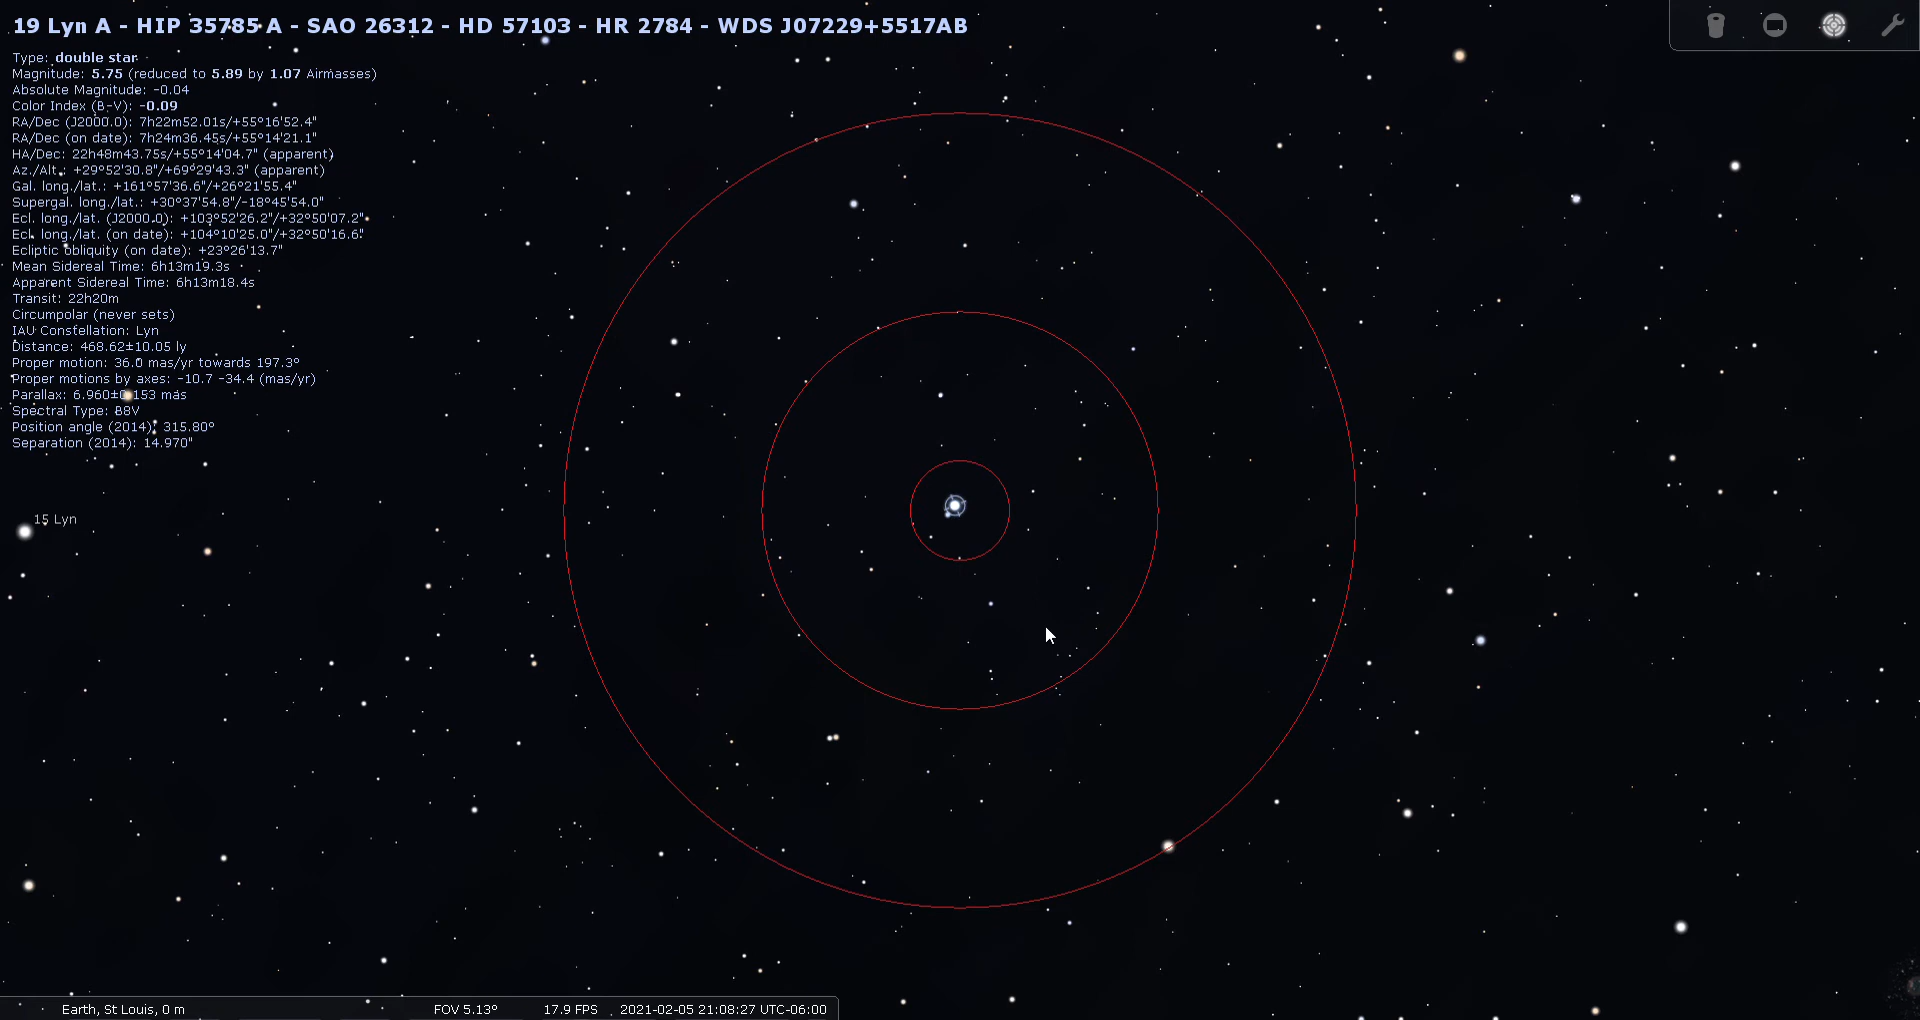 19 Lyn A - HIP 35785 A - SAO 26312 - HD 57103 - HR 2784 - WDS J07229+5517AB
Type: double star
Magnitude: 5.75 (reduced to 5.89 by 1.07 Airmasses)
Absolute Magnitude: -0.04
Color Index (B-V): -0.09
RA/Dec (J2000.0): 7h22m52.01s/+55°16'52.4"
RA/Dec (on date): 7h24m36.45s/+55°14'21.1"
HA/Dec: 22h48m43.75s/+55°14'04.7" (apparent)
Az./Alt.: +29°52'30.8"/+69°29'43.3" (apparent)
Gal. long./lat.: +161°57'36.6"/+26°21'55.4"
Supergal. long./lat.: +30°37'54.8"/-18°45'54.0"
Ecl. long./lat. (J2000.0): +103°52'26.2"/+32°50'07.2"
Ecl. long./lat. (on date): +104°10'25.0"/+32°50'16.6"
Ecliptic obliquity (on date): +23°26'13.7"
Mean Sidereal Time: 6h13m19.3s
Apparent Sidereal Time: 6h13m18.4s
Transit: 22h20m
Circumpolar (never sets)
IAU Constellation: Lyn
Distance: 468.62±10.05 ly
Proper motion: 36.0 mas/yr towards 197.3°
Proper motions by axes: -10.7 -34.4 (mas/yr)
Parallax: 6.960±0.153 mas
Spectral Type: B8V
Position angle (2014): 315.80°
Separation (2014): 14.970"
15 Lyn
Earth, St Louis, 0 m FOV 5.13° 17.9 FPS 2021-02-05 21:08:27 UTC-06:00